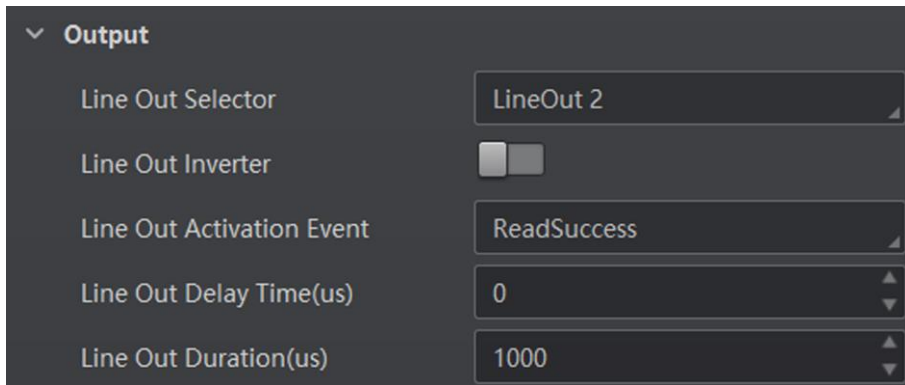 Output
Line Out Selector LineOut 2
Line Out Inverter
Line Out Activation Event ReadSuccess
Line Out Delay Time(us) 0
Line Out Duration(us) 1000